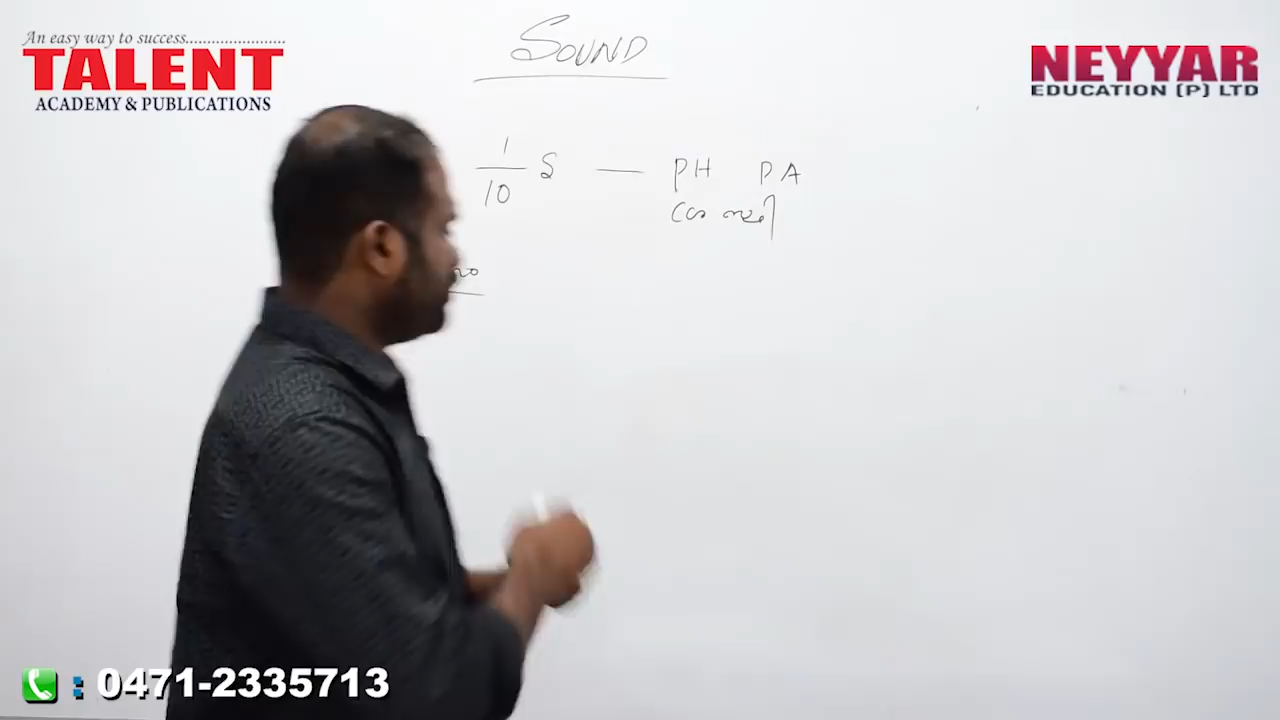 An easy way to success.......................
TALENT
ACADEMY & PUBLICATIONS
NEYYAR
EDUCATION (P) LTD
SOUND
1/10 S — PH PA
: 0471-2335713